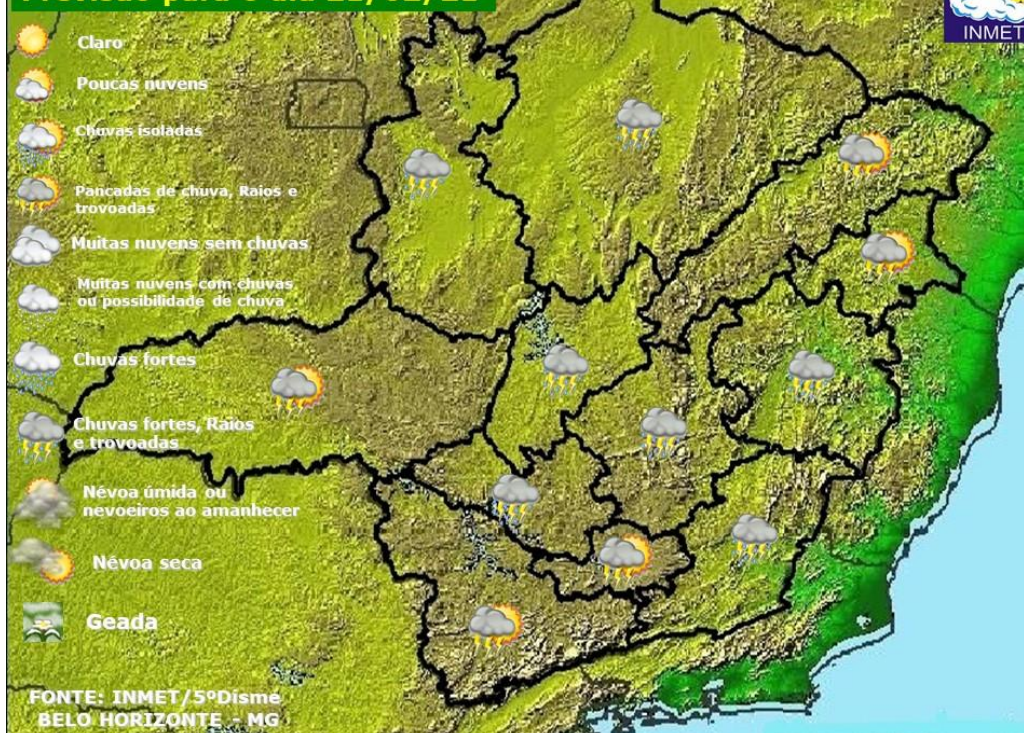 INMET
Claro
Poucas nuvens
Chuvas isoladas
Pancadas de chuva, Raios e
trovoadas
Muitas nuvens sem chuvas
Muitas nuvens com chuvas
ou possibilidade de chuva
Chuvas fortes
Chuvas fortes, Raios
e trovoadas
Névoa úmida ou
nevoeiros ao amanhecer
Névoa seca
Geada
FONTE: INMET/5ºDisme
BELO HORIZONTE - MG